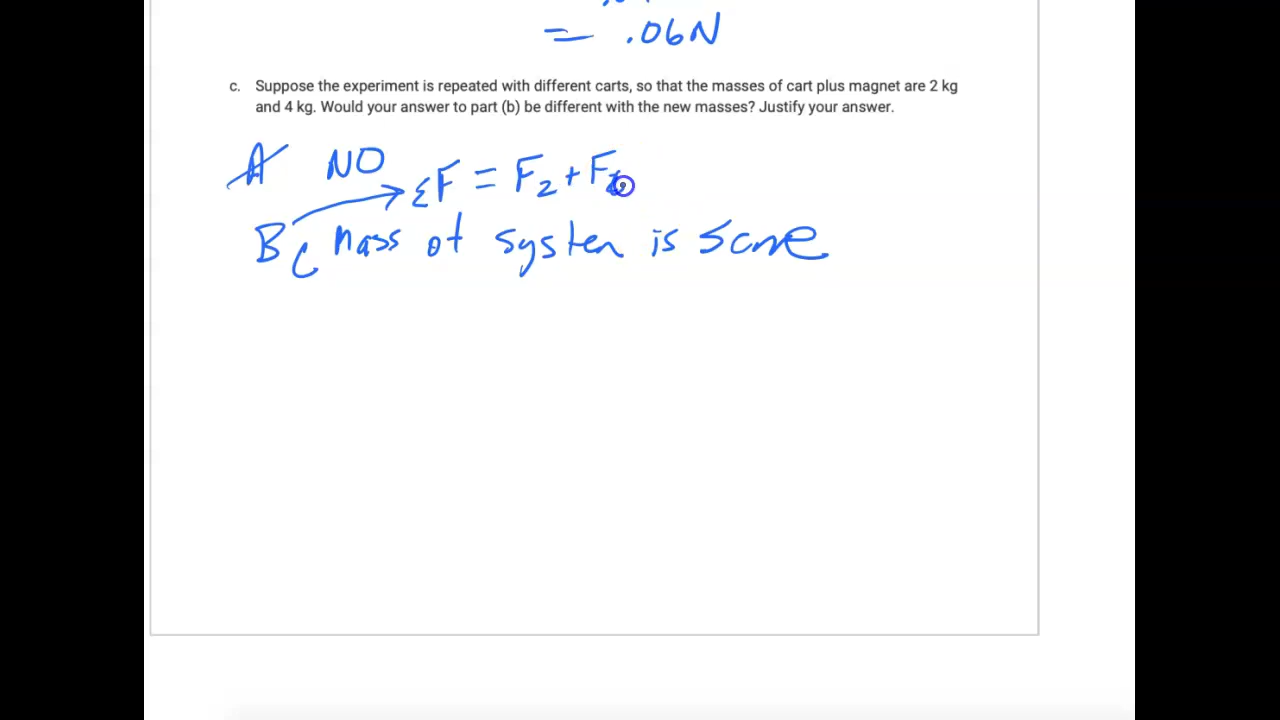 = .06N
c. Suppose the experiment is repeated with different carts, so that the masses of cart plus magnet are 2 kg
and 4 kg. Would your answer to part (b) be different with the new masses? Justify your answer.
A NO ΣF = F₂ + F
B/c Mass of system is same